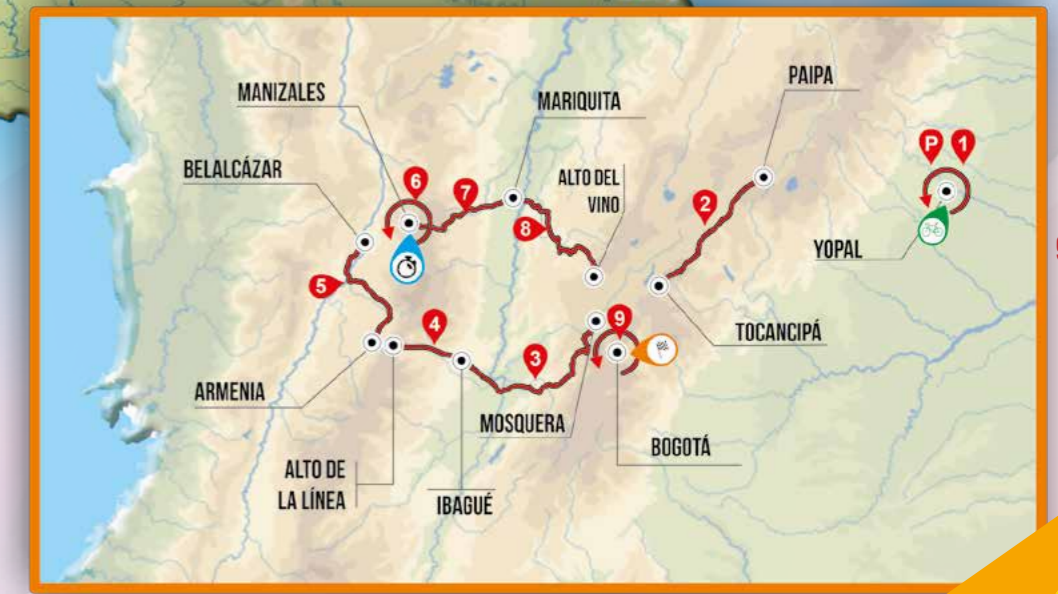 MANIZALES
MARIQUITA
PAIPA
BELALCÁZAR
ALTO DEL
VINO
P
1
6
7
2
8
YOPAL
5
9
4
TOCANCIPÁ
3
ARMENIA
MOSQUERA
BOGOTÁ
ALTO DE
LA LÍNEA
IBAGUÉ